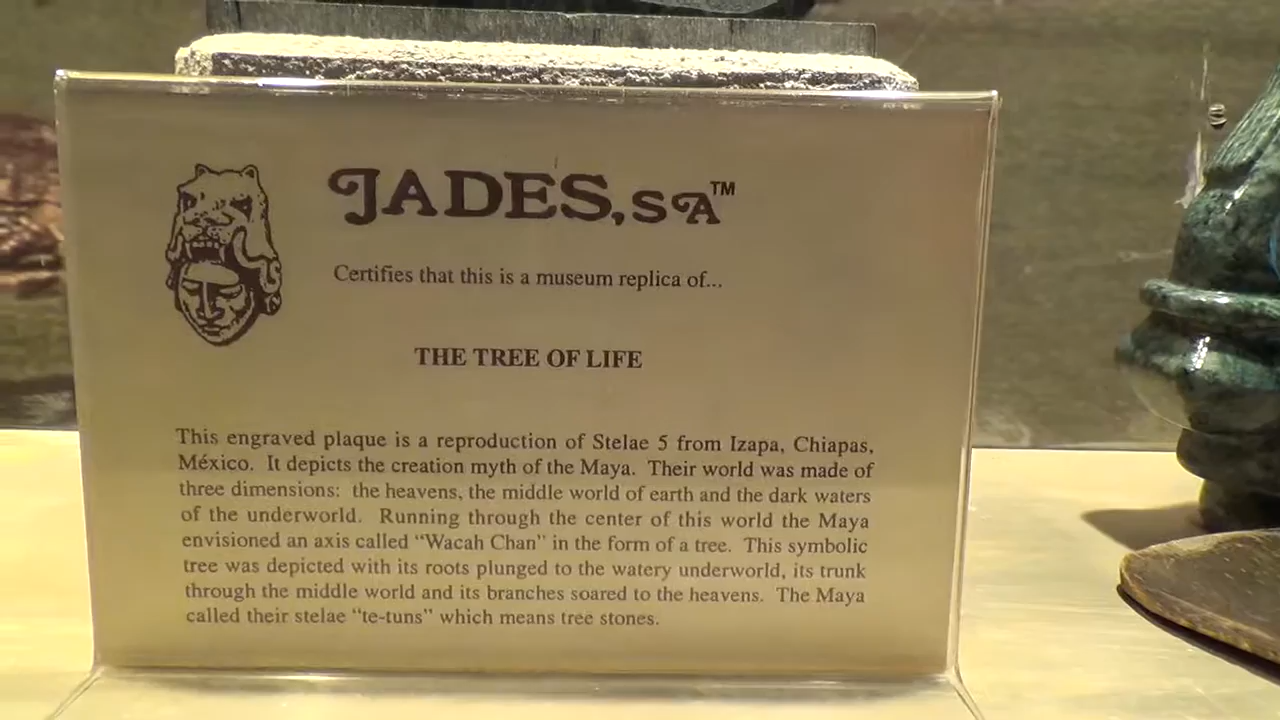 JADES, SA™
Certifies that this is a museum replica of...
THE TREE OF LIFE
This engraved plaque is a reproduction of Stelae 5 from Izapa, Chiapas,
México. It depicts the creation myth of the Maya. Their world was made of
three dimensions: the heavens, the middle world of earth and the dark waters
of the underworld. Running through the center of this world the Maya
envisioned an axis called "Wacah Chan" in the form of a tree. This symbolic
tree was depicted with its roots plunged to the watery underworld, its trunk
through the middle world and its branches soared to the heavens. The Maya
called their stelae "te-tuns" which means tree stones.